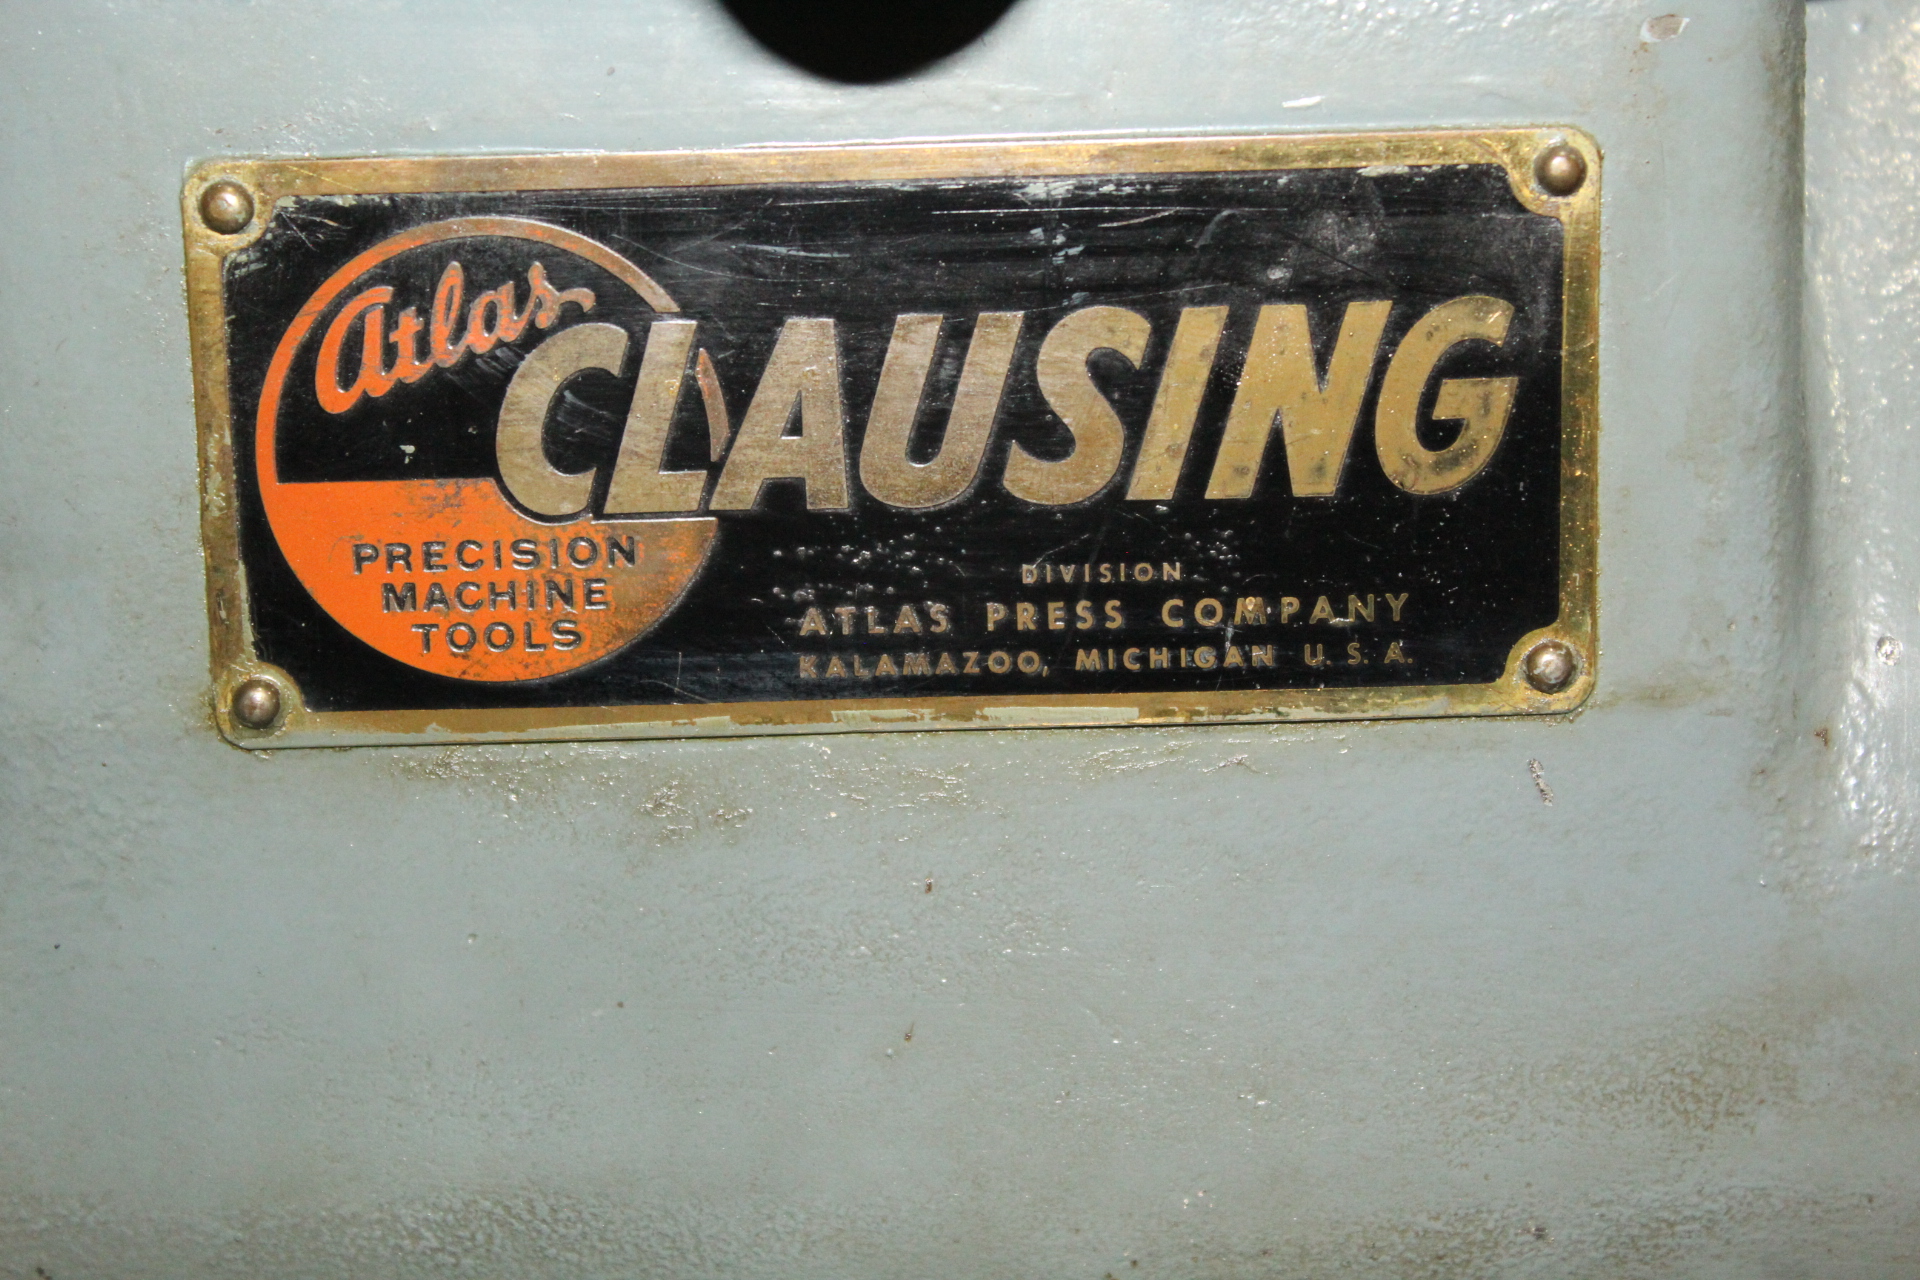 Atlas
CLAUSING
PRECISION
MACHINE
TOOLS
DIVISION
ATLAS PRESS COMPANY
KALAMAZOO, MICHIGAN U. S. A.